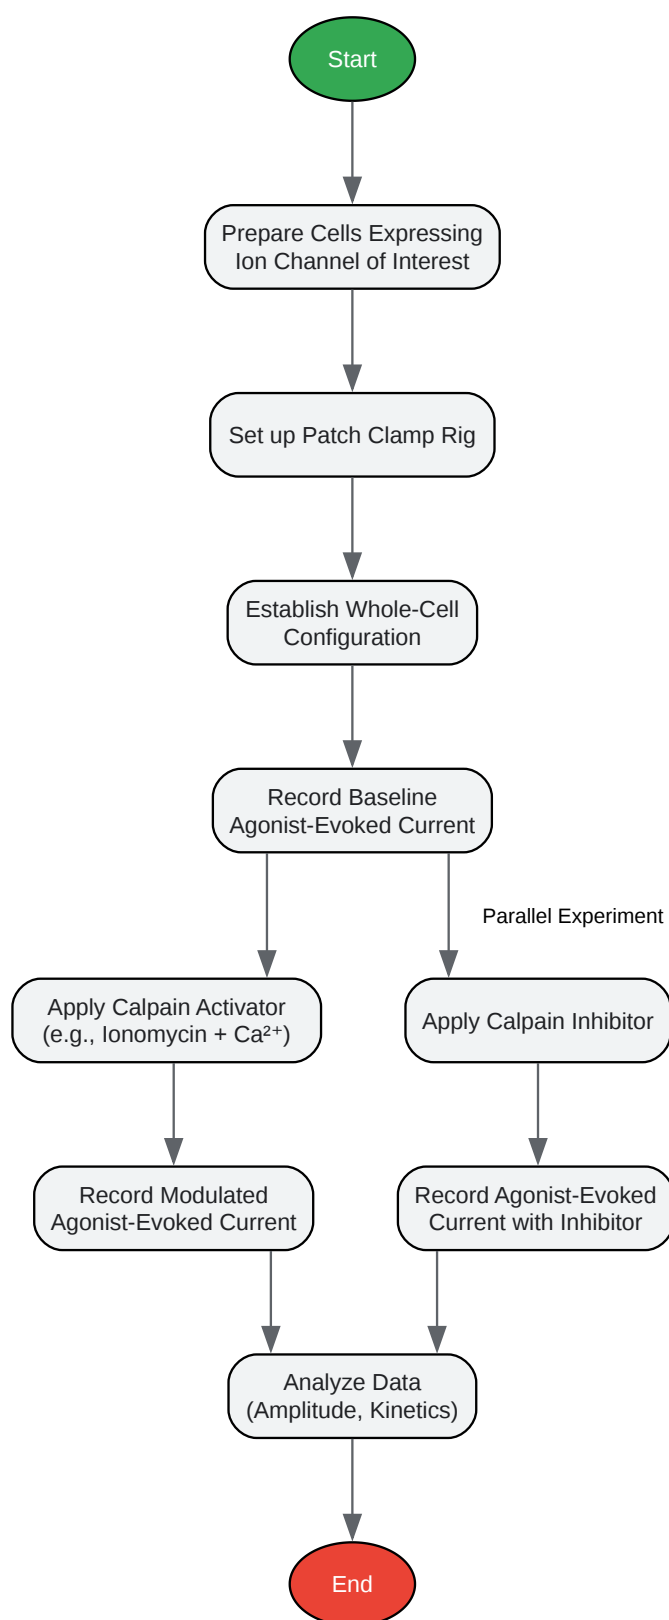 Start
Prepare Cells Expressing
Ion Channel of Interest
Set up Patch Clamp Rig
Establish Whole-Cell
Configuration
Record Baseline
Agonist-Evoked Current
Parallel Experiment
Apply Calpain Activator
(e.g., Ionomycin + Ca²⁺)
Apply Calpain Inhibitor
Record Modulated
Agonist-Evoked Current
Record Agonist-Evoked
Current with Inhibitor
Analyze Data
(Amplitude, Kinetics)
End